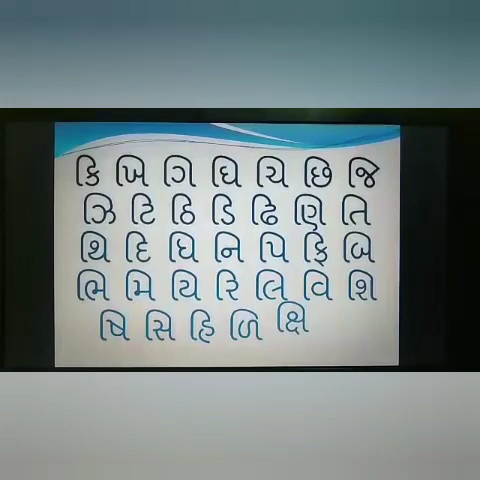 કિ ખિ ગિ ઘિ ચિ છિ જિ
ઝિ ટિ ઠિ ડિ ઢિ ણિ તિ
થિ દિ ધિ નિ પિ ફિ બિ
ભિ મિ યિ રિ લિ વિ શિ
ષિ સિ હિ ળિ ક્ષિ